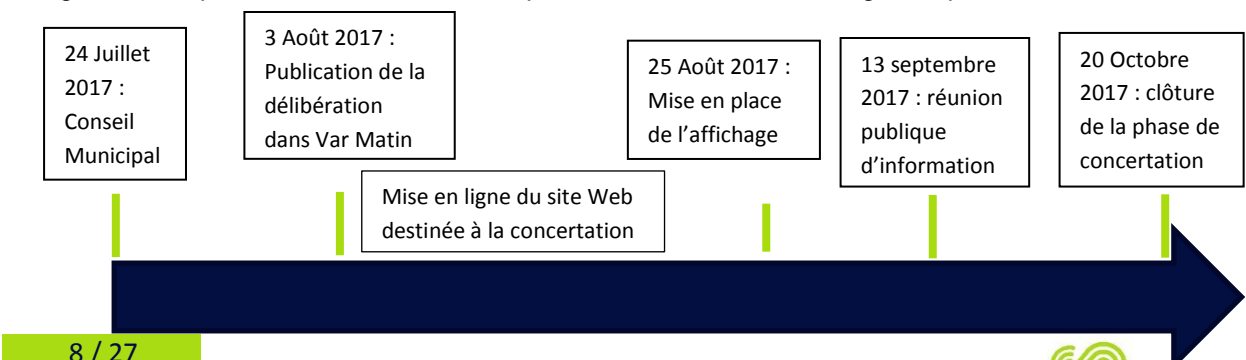 24 Juillet
2017 :
Conseil
Municipal
3 Août 2017 :
Publication de la
délibération
dans Var Matin
Mise en ligne du site Web
destinée à la concertation
25 Août 2017 :
Mise en place
de l’affichage
13 septembre
2017 : réunion
publique
d’information
20 Octobre
2017 : clôture
de la phase de
concertation
8 / 27